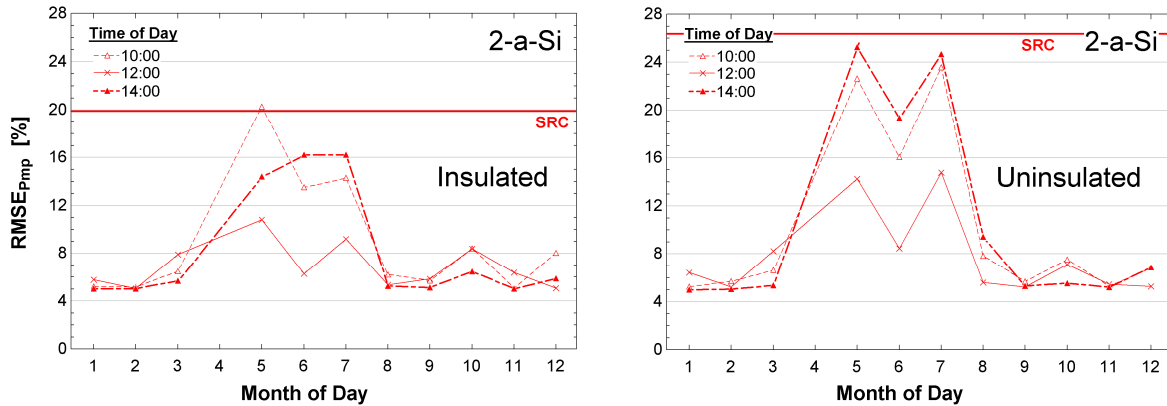 28
24
20
16
12
8
4
0
RMSEPmp [%]
Time of Day
10:00
12:00
14:00
2-a-Si
SRC
Insulated
1 2 3 4 5 6 7 8 9 10 11 12
Month of Day
28
24
20
16
12
8
4
0
Time of Day
10:00
12:00
14:00
SRC
2-a-Si
Uninsulated
1 2 3 4 5 6 7 8 9 10 11 12
Month of Day